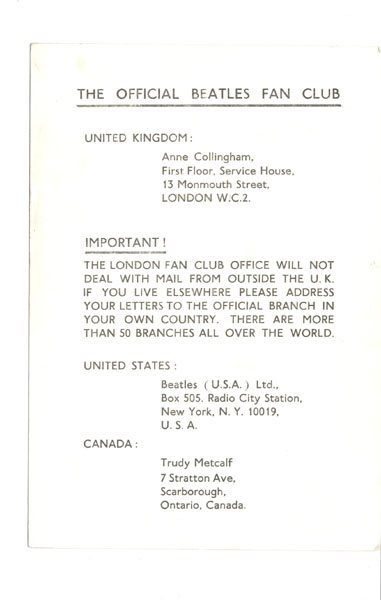 THE OFFICIAL BEATLES FAN CLUB
UNITED KINGDOM :
Anne Collingham,
First Floor, Service House,
13 Monmouth Street,
LONDON W.C.2.
IMPORTANT !
THE LONDON FAN CLUB OFFICE WILL NOT
DEAL WITH MAIL FROM OUTSIDE THE U.K.
IF YOU LIVE ELSEWHERE PLEASE ADDRESS
YOUR LETTERS TO THE OFFICIAL BRANCH IN
YOUR OWN COUNTRY. THERE ARE MORE
THAN 50 BRANCHES ALL OVER THE WORLD.
UNITED STATES :
Beatles ( U.S.A. ) Ltd.,
Box 505. Radio City Station,
New York, N. Y. 10019,
U. S. A.
CANADA :
Trudy Metcalf
7 Stratton Ave,
Scarborough,
Ontario, Canada.